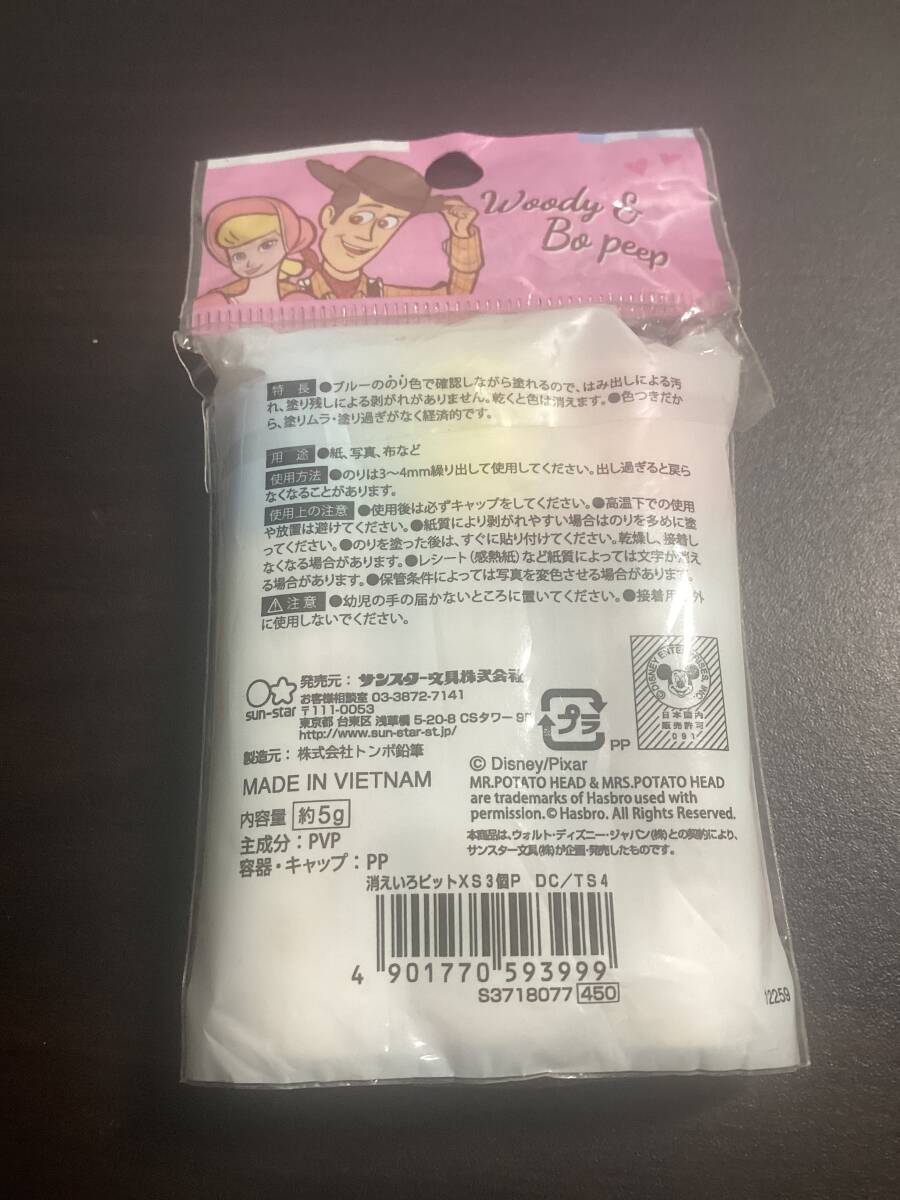 Woody &
Bo peep
特長 ●ブルーののり色で確認しながら塗れるので、はみ出しによる汚
れ、塗り残しによる剥がれがありません。乾くと色は消えます。●色つきだか
ら、塗りムラ・塗り過ぎがなく経済的です。
用途 ●紙、写真、布など
使用方法 ●のりは3～4mm繰り出して使用してください。出し過ぎると戻ら
なくなることがあります。
使用上の注意 ●使用後は必ずキャップをしてください。●高温下での使用
や放置は避けてください。●紙質により剥がれやすい場合はのりを多めに塗
ってください。●のりを塗った後は、すぐに貼り付けてください。乾燥し、接着し
なくなる場合があります。●レシート(感熱紙)など紙質によっては文字が消え
る場合があります。●保管条件によっては写真を変色させる場合があります。
⚠注意 ●幼児の手の届かないところに置いてください。●接着用 外
に使用しないでください。
sun-star
発売元: サンスター文具株式会社
お客様相談室 03-3872-7141
〒111-0053
東京都 台東区 浅草橋 5-20-8 CSタワー 9F
http://www.sun-star-st.jp/
製造元: 株式会社トンボ鉛筆
MADE IN VIETNAM
内容量 約5g
主成分:PVP
容器・キャップ:PP
プラ
PP
© DISNEY ENTERPRISES, INC
日本国内
販売許可
091
© Disney/Pixar
MR.POTATO HEAD & MRS.POTATO HEAD
are trademarks of Hasbro used with
permission.© Hasbro. All Rights Reserved.
本商品は、ウォルト・ディズニー・ジャパン(株)との契約により、
サンスター文具(株)が企画・発売したものです。
消えいろピットXS3個P DC/TS4
4 901770 593999
S3718077 450
12259